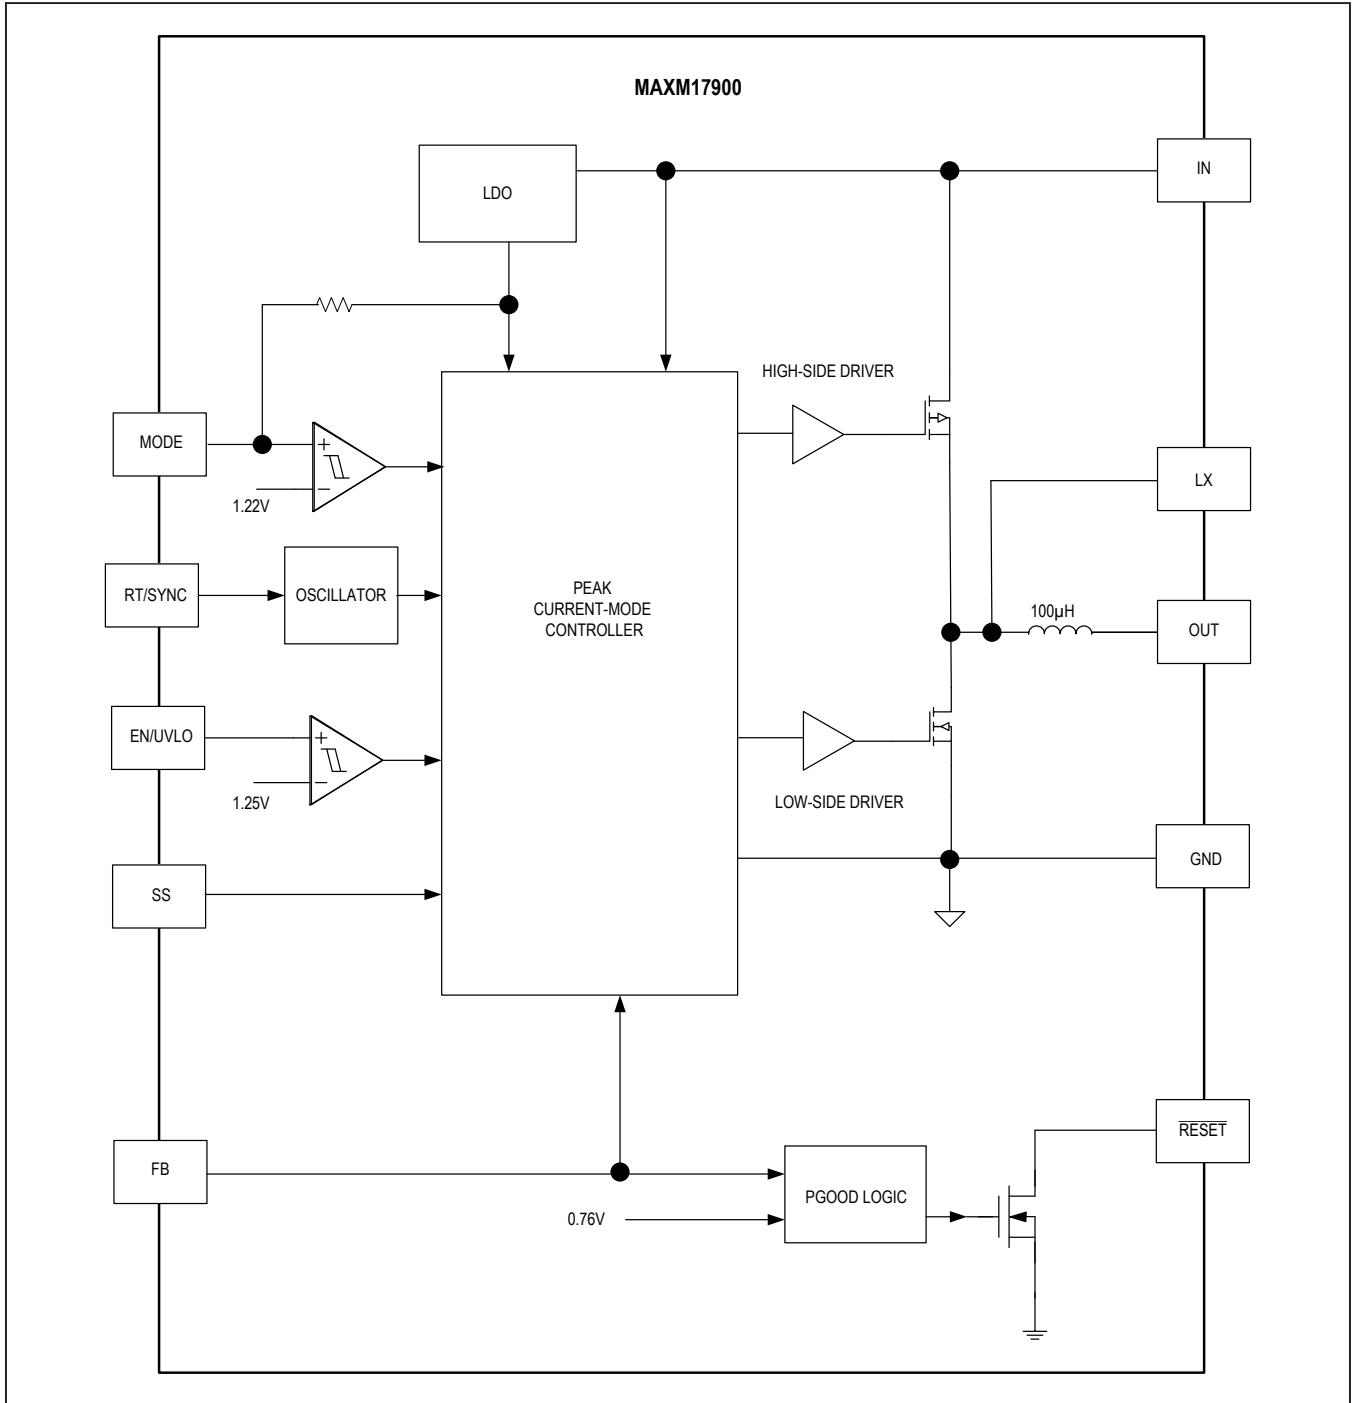 MAXM17900
IN
LDO
HIGH-SIDE DRIVER
MODE
+
−
1.22V
LX
RT/SYNC
OSCILLATOR
PEAK
CURRENT-MODE
CONTROLLER
100µH
OUT
EN/UVLO
+
−
1.25V
LOW-SIDE DRIVER
GND
SS
RESET
FB
PGOOD LOGIC
0.76V